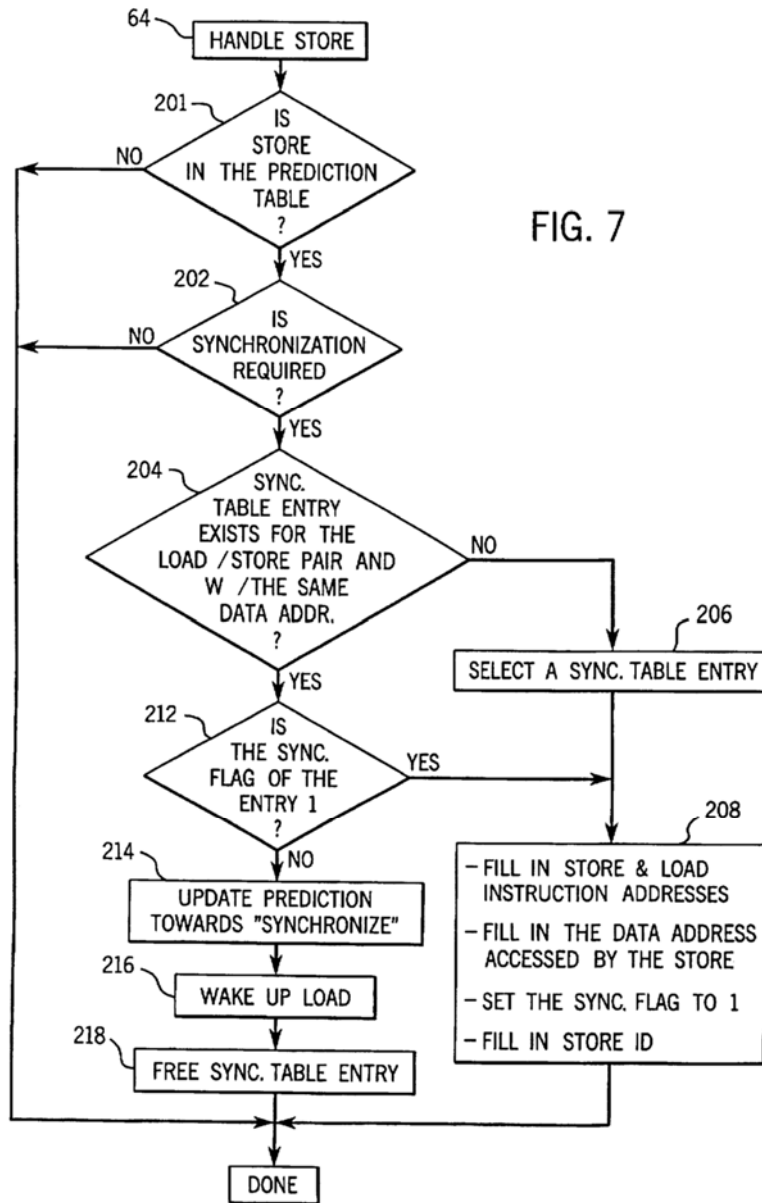 64
HANDLE STORE
201
IS
STORE
IN THE PREDICTION
TABLE
?
NO
YES
FIG. 7
202
IS
SYNCHRONIZATION
REQUIRED
?
NO
YES
204
SYNC.
TABLE ENTRY
EXISTS FOR THE
LOAD /STORE PAIR AND
W /THE SAME
DATA ADDR.
?
NO
YES
206
SELECT A SYNC. TABLE ENTRY
212
IS
THE SYNC.
FLAG OF THE
ENTRY 1
?
YES
NO
208
– FILL IN STORE & LOAD
INSTRUCTION ADDRESSES
– FILL IN THE DATA ADDRESS
ACCESSED BY THE STORE
– SET THE SYNC. FLAG TO 1
– FILL IN STORE ID
214
UPDATE PREDICTION
TOWARDS "SYNCHRONIZE"
216
WAKE UP LOAD
218
FREE SYNC. TABLE ENTRY
DONE